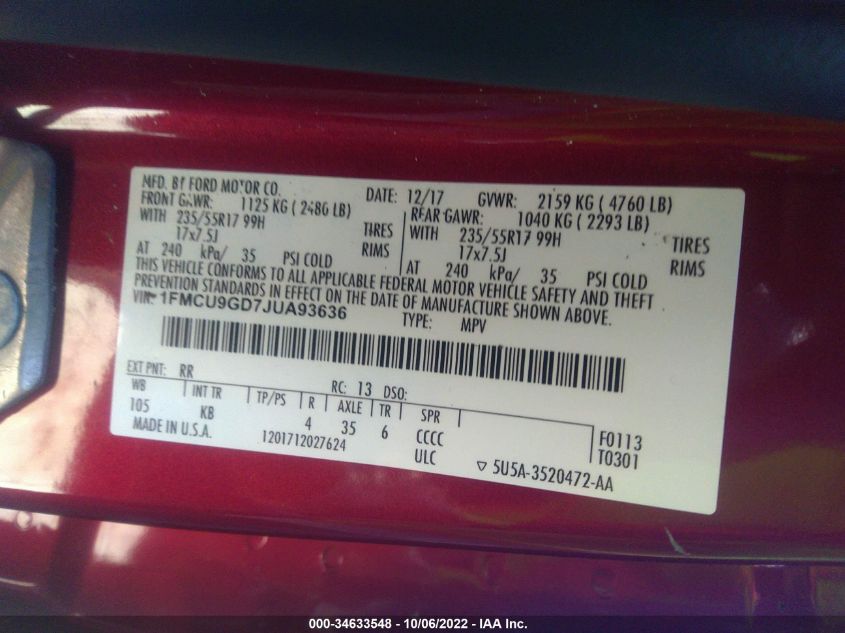 MFD. BY FORD MOTOR CO.
DATE: 12/17 GVWR: 2159 KG ( 4760 LB)
FRONT GAWR: 1125 KG ( 2480 LB)
WITH 235/55R17 99H TIRES
17x7.5J RIMS
AT 240 kPa/ 35 PSI COLD
REAR GAWR: 1040 KG ( 2293 LB)
WITH 235/55R17 99H TIRES
17x7.5J RIMS
AT 240 kPa/ 35 PSI COLD
THIS VEHICLE CONFORMS TO ALL APPLICABLE FEDERAL MOTOR VEHICLE SAFETY AND THEFT
PREVENTION STANDARDS IN EFFECT ON THE DATE OF MANUFACTURE SHOWN ABOVE.
VIN: 1FMCU9GD7JUA93636
TYPE: MPV
EXT PNT: RR RC: 13 DSO:
WB INT TR TP/PS R AXLE TR SPR
105 KB 4 35 6 CCCC
F0113
MADE IN U.S.A. 1201712027624 ULC
T0301
▽ 5U5A-3520472-AA
000-34633548 - 10/06/2022 - IAA Inc.